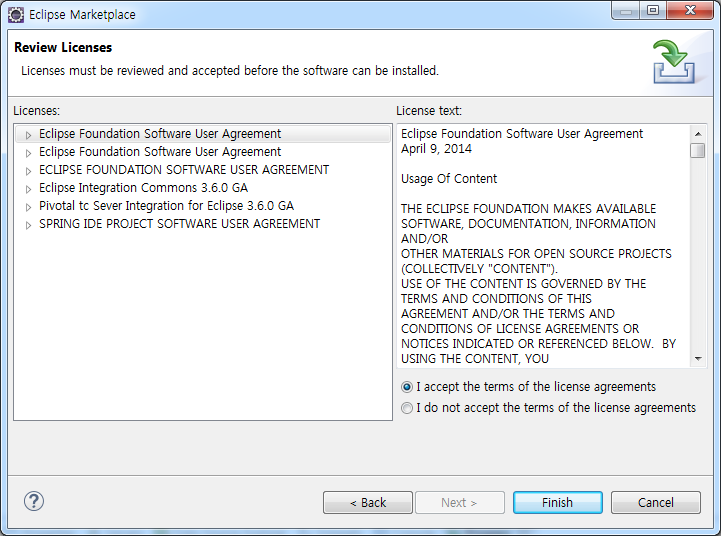 Eclipse Marketplace
Review Licenses
Licenses must be reviewed and accepted before the software can be installed.
Licenses:
Eclipse Foundation Software User Agreement
Eclipse Foundation Software User Agreement
ECLIPSE FOUNDATION SOFTWARE USER AGREEMENT
Eclipse Integration Commons 3.6.0 GA
Pivotal tc Sever Integration for Eclipse 3.6.0 GA
SPRING IDE PROJECT SOFTWARE USER AGREEMENT
License text:
Eclipse Foundation Software User Agreement
April 9, 2014
Usage Of Content
THE ECLIPSE FOUNDATION MAKES AVAILABLE
SOFTWARE, DOCUMENTATION, INFORMATION
AND/OR
OTHER MATERIALS FOR OPEN SOURCE PROJECTS
(COLLECTIVELY "CONTENT").
USE OF THE CONTENT IS GOVERNED BY THE
TERMS AND CONDITIONS OF THIS
AGREEMENT AND/OR THE TERMS AND
CONDITIONS OF LICENSE AGREEMENTS OR
NOTICES INDICATED OR REFERENCED BELOW.  BY
USING THE CONTENT, YOU
I accept the terms of the license agreements
I do not accept the terms of the license agreements
?
< Back
Next >
Finish
Cancel